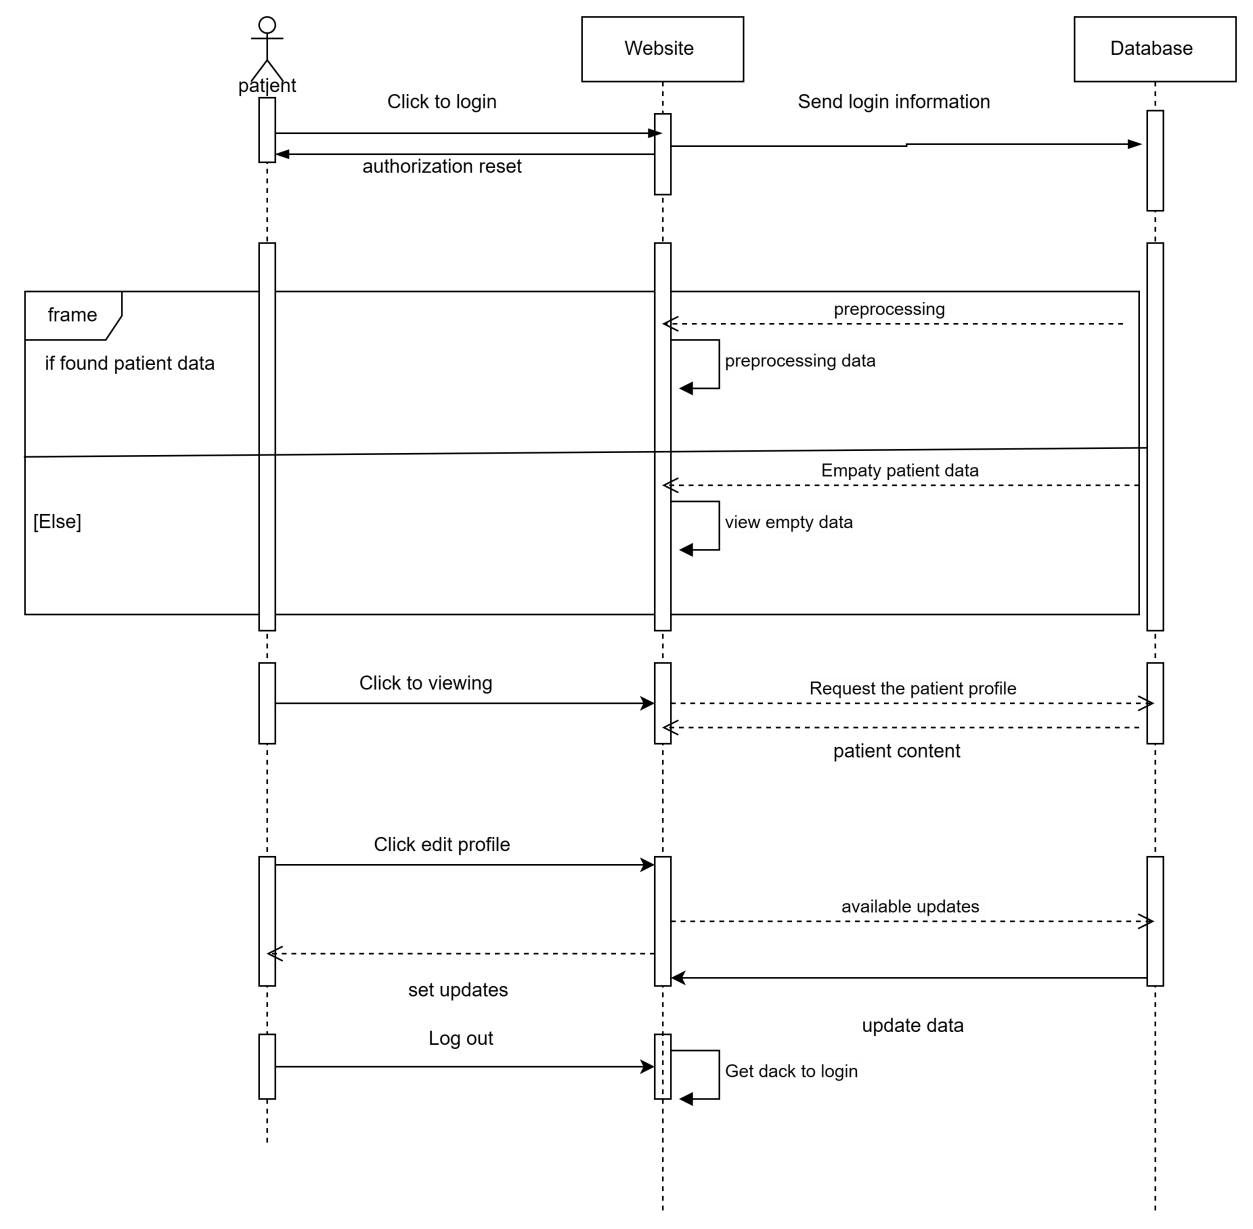 patient
Website
Database
Click to login
Send login information
authorization reset
frame
preprocessing
if found patient data
preprocessing data
Empaty patient data
[Else]
view empty data
Click to viewing
Request the patient profile
patient content
Click edit profile
available updates
set updates
update data
Log out
Get dack to login